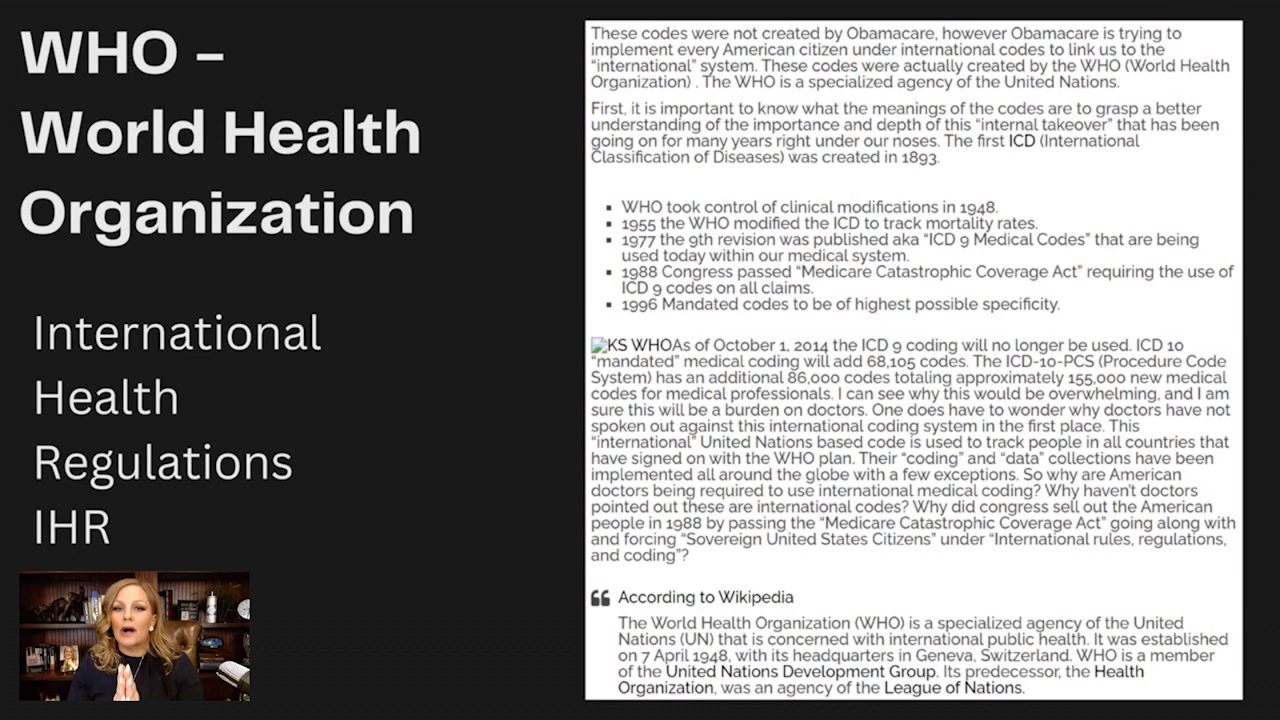 WHO –
World Health
Organization
International
Health
Regulations
IHR
These codes were not created by Obamacare, however Obamacare is trying to
implement every American citizen under international codes to link us to the
“international” system. These codes were actually created by the WHO (World Health
Organization) . The WHO is a specialized agency of the United Nations.
First, it is important to know what the meanings of the codes are to grasp a better
understanding of the importance and depth of this “internal takeover” that has been
going on for many years right under our noses. The first ICD (International
Classification of Diseases) was created in 1893.
▪ WHO took control of clinical modifications in 1948.
▪ 1955 the WHO modified the ICD to track mortality rates.
▪ 1977 the 9th revision was published aka “ICD 9 Medical Codes” that are being
used today within our medical system.
▪ 1988 Congress passed “Medicare Catastrophic Coverage Act” requiring the use of
ICD 9 codes on all claims.
▪ 1996 Mandated codes to be of highest possible specificity.
KS WHOAs of October 1, 2014 the ICD 9 coding will no longer be used. ICD 10
“mandated” medical coding will add 68,105 codes. The ICD-10-PCS (Procedure Code
System) has an additional 86,000 codes totaling approximately 155,000 new medical
codes for medical professionals. I can see why this would be overwhelming, and I am
sure this will be a burden on doctors. One does have to wonder why doctors have not
spoken out against this international coding system in the first place. This
“international” United Nations based code is used to track people in all countries that
have signed on with the WHO plan. Their “coding” and “data” collections have been
implemented all around the globe with a few exceptions. So why are American
doctors being required to use international medical coding? Why haven’t doctors
pointed out these are international codes? Why did congress sell out the American
people in 1988 by passing the “Medicare Catastrophic Coverage Act” going along with
and forcing “Sovereign United States Citizens” under “International rules, regulations,
and coding”?
“ According to Wikipedia
The World Health Organization (WHO) is a specialized agency of the United
Nations (UN) that is concerned with international public health. It was established
on 7 April 1948, with its headquarters in Geneva, Switzerland. WHO is a member
of the United Nations Development Group. Its predecessor, the Health
Organization, was an agency of the League of Nations.